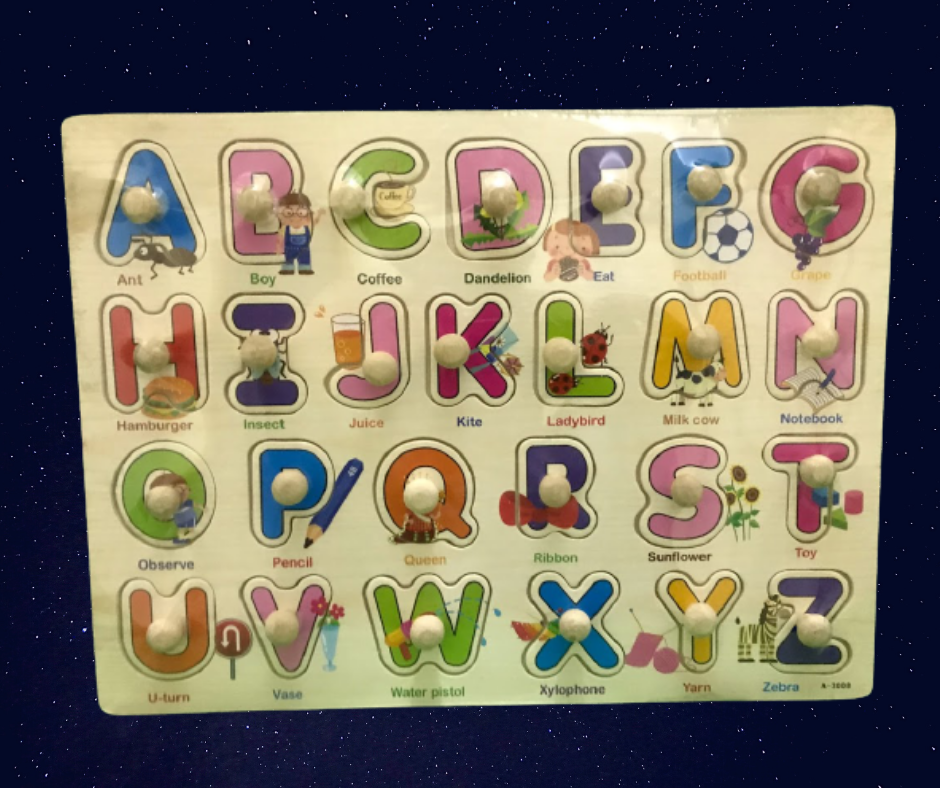 A B C D E F G
Coffee
Ant Boy Coffee Dandelion Eat Football Grape
H I J K L M N
Hamburger Insect Juice Kite Ladybird Milk cow Notebook
O P Q R S T
Observe Pencil Queen Ribbon Sunflower Toy
U V W X Y Z
U-turn Vase Water pistol Xylophone Yarn Zebra